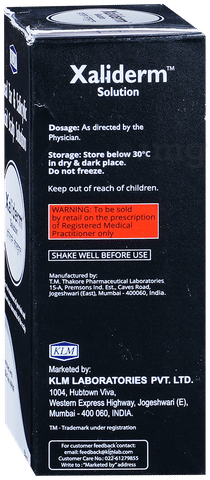 Xaliderm™
Solution
Dosage: As directed by the
Physician.
Storage: Store below 30°C
in dry & dark place.
Do not freeze.
Keep out of reach of children.
WARNING: To be sold
by retail on the prescription
of Registered Medical
Practitioner only
SHAKE WELL BEFORE USE
Manufactured by:
T.M. Thakore Pharmaceutical Laboratories
15-A, Premsons Ind. Est., Caves Road,
Jogeshwari (East), Mumbai - 400060, INDIA.
KLM
Marketed by:
KLM LABORATORIES PVT. LTD.
1004, Hubtown Viva,
Western Express Highway, Jogeshwari (E),
Mumbai - 400 060, INDIA.
TM - Trademark under registration
For customer feedback contact:
email: feedback@klmlab.com
Customer Care No.: 022-61279855
Write to : "Marketed by" address
Xaliderm
Solution